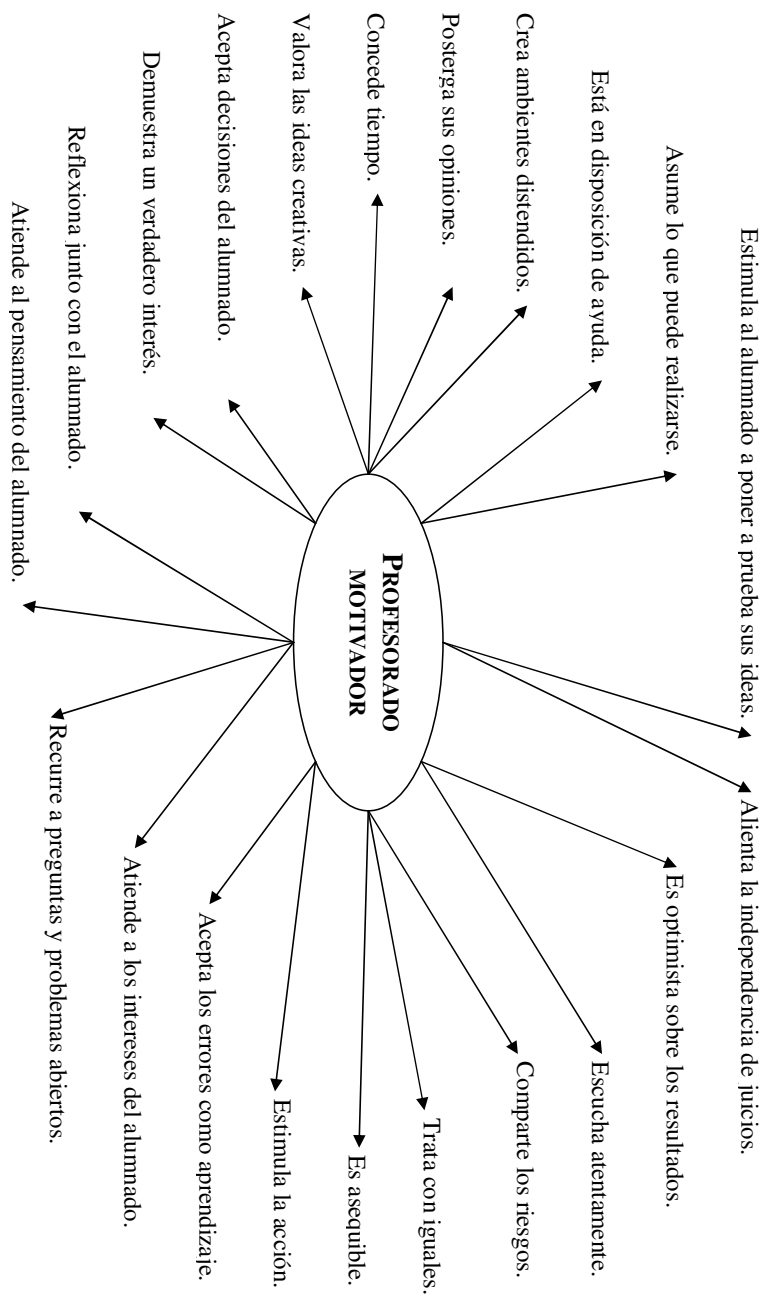 Estimula al alumnado a poner a prueba sus ideas.
Alienta la independencia de juicios.
Asume lo que puede realizarse.
Es optimista sobre los resultados.
Está en disposición de ayuda.
Escucha atentamente.
Crea ambientes distendidos.
Comparte los riesgos.
Posterga sus opiniones.
Trata con iguales.
Concede tiempo.
PROFESORADO
MOTIVADOR
Es asequible.
Valora las ideas creativas.
Estimula la acción.
Acepta decisiones del alumnado.
Acepta los errores como aprendizaje.
Demuestra un verdadero interés.
Atiende a los intereses del alumnado.
Reflexiona junto con el alumnado.
Recurre a preguntas y problemas abiertos.
Atiende al pensamiento del alumnado.